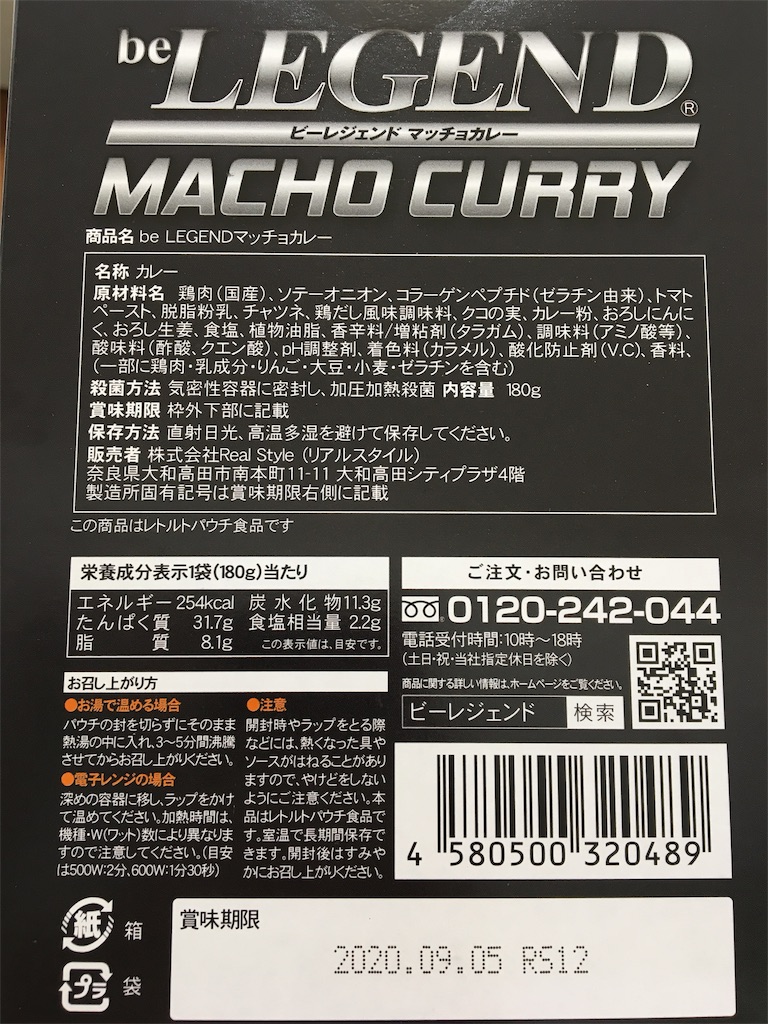 be LEGEND®
ビーレジェンド マッチョカレー
MACHO CURRY
商品名 be LEGENDマッチョカレー
名称 カレー
原材料名 鶏肉(国産)、ソテーオニオン、コラーゲンペプチド(ゼラチン由来)、トマト
ペースト、脱脂粉乳、チャツネ、鶏だし風味調味料、クコの実、カレー粉、おろしにんに
く、おろし生姜、食塩、植物油脂、香辛料/増粘剤(タラガム)、調味料(アミノ酸等)、
酸味料(酢酸、クエン酸)、pH調整剤、着色料(カラメル)、酸化防止剤(V.C)、香料、
(一部に鶏肉・乳成分・りんご・大豆・小麦・ゼラチンを含む)
殺菌方法 気密性容器に密封し、加圧加熱殺菌 内容量 180g
賞味期限 枠外下部に記載
保存方法 直射日光、高温多湿を避けて保存してください。
販売者 株式会社Real Style (リアルスタイル)
奈良県大和高田市南本町11-11 大和高田シティプラザ4階
製造所固有記号は賞味期限右側に記載
この商品はレトルトパウチ食品です
栄養成分表示1袋(180g)当たり
エネルギー 254kcal 炭水化物 11.3g
たんぱく質 31.7g 食塩相当量 2.2g
脂質 8.1g この表示値は、目安です。
お召し上がり方
●お湯で温める場合
パウチの封を切らずにそのまま
熱湯の中に入れ、3〜5分間沸騰
させてからお召し上がりください。
●電子レンジの場合
深めの容器に移し、ラップをかけ
て温めてください。加熱時間は、
機種・W(ワット)数により異なりま
すので注意してください。(目安
は500W:2分、600W:1分30秒)
●注意
開封時やラップをとる際
などには、熱くなった具や
ソースがはねることがあり
ますので、やけどをしない
ようにご注意ください。本
品はレトルトパウチ食品で
す。室温で長期間保存で
きます。開封後はすみや
かにお召し上がりください。
ご注文・お問い合わせ
0120-242-044
電話受付時間:10時〜18時
(土日・祝・当社指定休日を除く)
商品に関する詳しい情報は、ホームページをご覧ください。
ビーレジェンド 検索
4 580500 320489
紙 箱
プラ 袋
賞味期限
2020.09.05 RS12